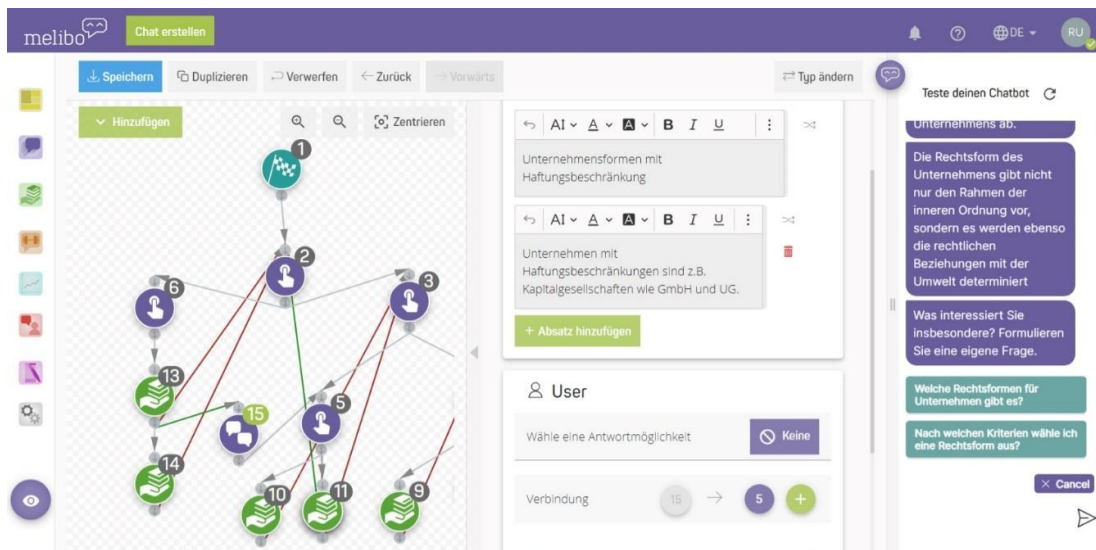 melibo
Chat erstellen
DE
RU
Speichern
Duplizieren
Verwerfen
Zurück
Vorwärts
Typ ändern
Hinzufügen
Zentrieren
1
2
3
6
13
15
5
14
10
11
9
AI A A B I U
Unternehmensformen mit
Haftungsbeschränkung
AI A A B I U
Unternehmen mit
Haftungsbeschränkungen sind z.B.
Kapitalgesellschaften wie GmbH und UG.
+ Absatz hinzufügen
User
Wähle eine Antwortmöglichkeit
Keine
Verbindung
15 → 5 +
Teste deinen Chatbot
Unternehmens ab.
Die Rechtsform des
Unternehmens gibt nicht
nur den Rahmen der
inneren Ordnung vor,
sondern es werden ebenso
die rechtlichen
Beziehungen mit der
Umwelt determiniert
Was interessiert Sie
insbesondere? Formulieren
Sie eine eigene Frage.
Welche Rechtsformen für
Unternehmen gibt es?
Nach welchen Kriterien wähle ich
eine Rechtsform aus?
× Cancel